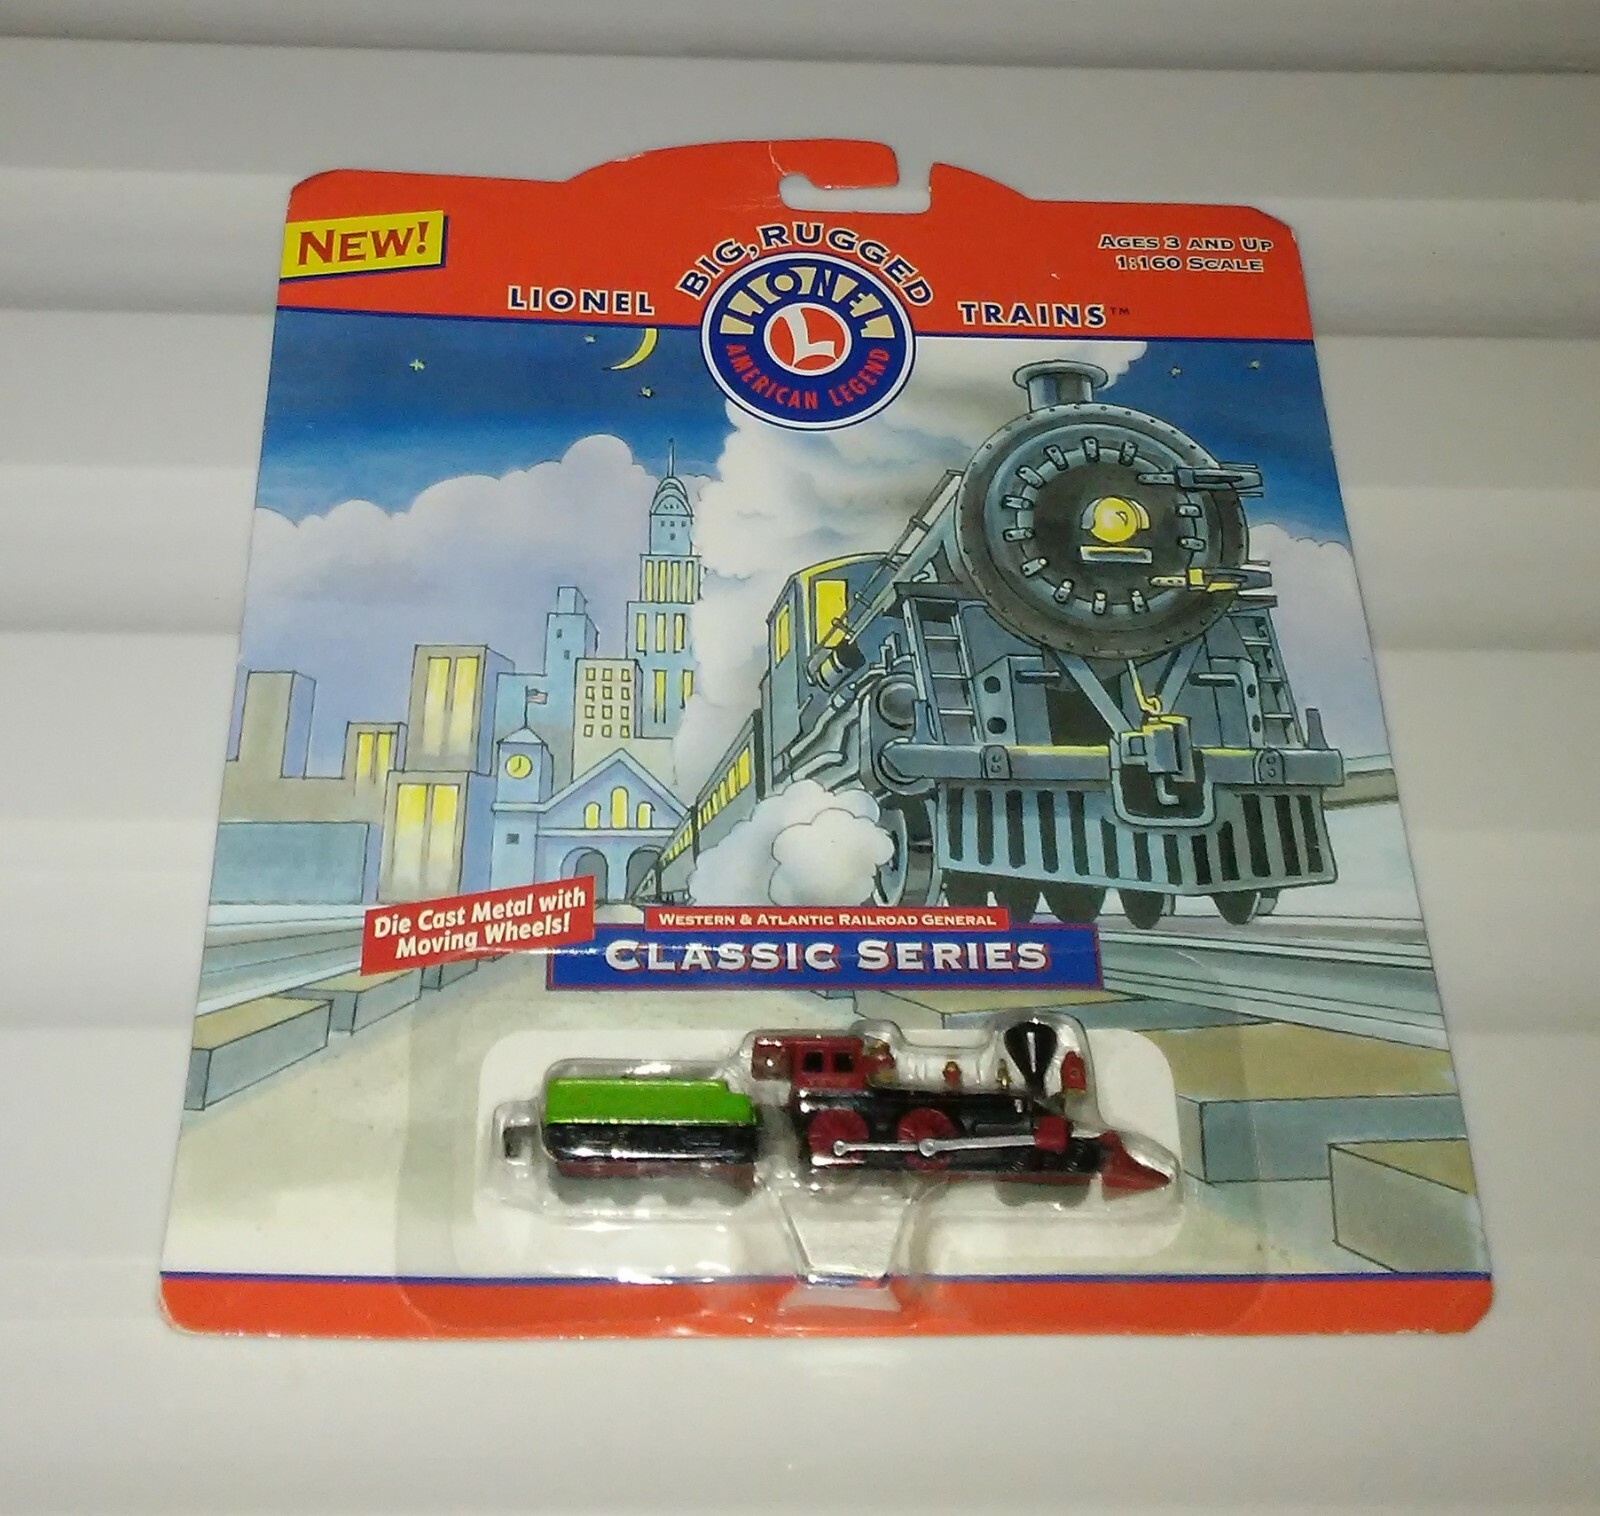 NEW!
BIG, RUGGED
LIONEL
TRAINS™
AGES 3 AND UP
1:160 SCALE
LIONEL
L
AMERICAN LEGEND
Die Cast Metal with
Moving Wheels!
WESTERN & ATLANTIC RAILROAD GENERAL
CLASSIC SERIES